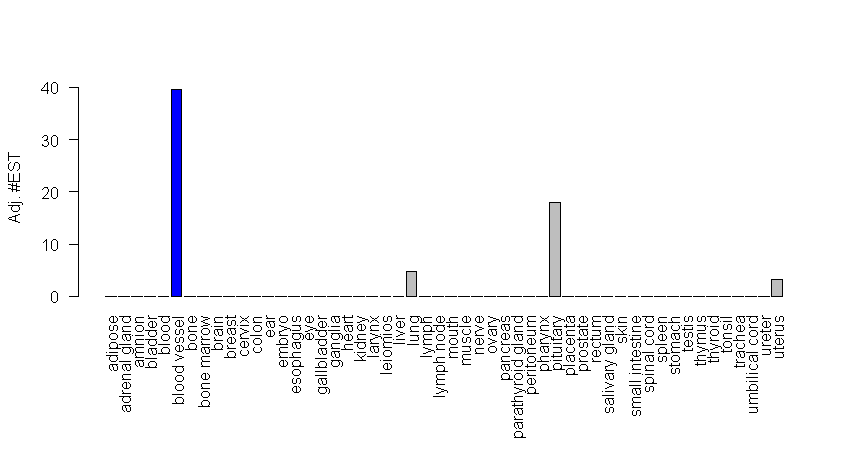 Adj. #EST
40
30
20
10
0
adipose
adrenal gland
amnion
bladder
blood
blood vessel
bone
bone marrow
brain
breast
cervix
colon
ear
embryo
esophagus
eye
gallbladder
ganglia
heart
kidney
larynx
leiomios
liver
lung
lymph
lymph node
mouth
muscle
nerve
ovary
pancreas
parathyroid gland
peritoneum
pharynx
pituitary
placenta
prostate
rectum
salivary gland
skin
small intestine
spinal cord
spleen
stomach
testis
thymus
thyroid
tonsil
trachea
umbilical cord
ureter
uterus